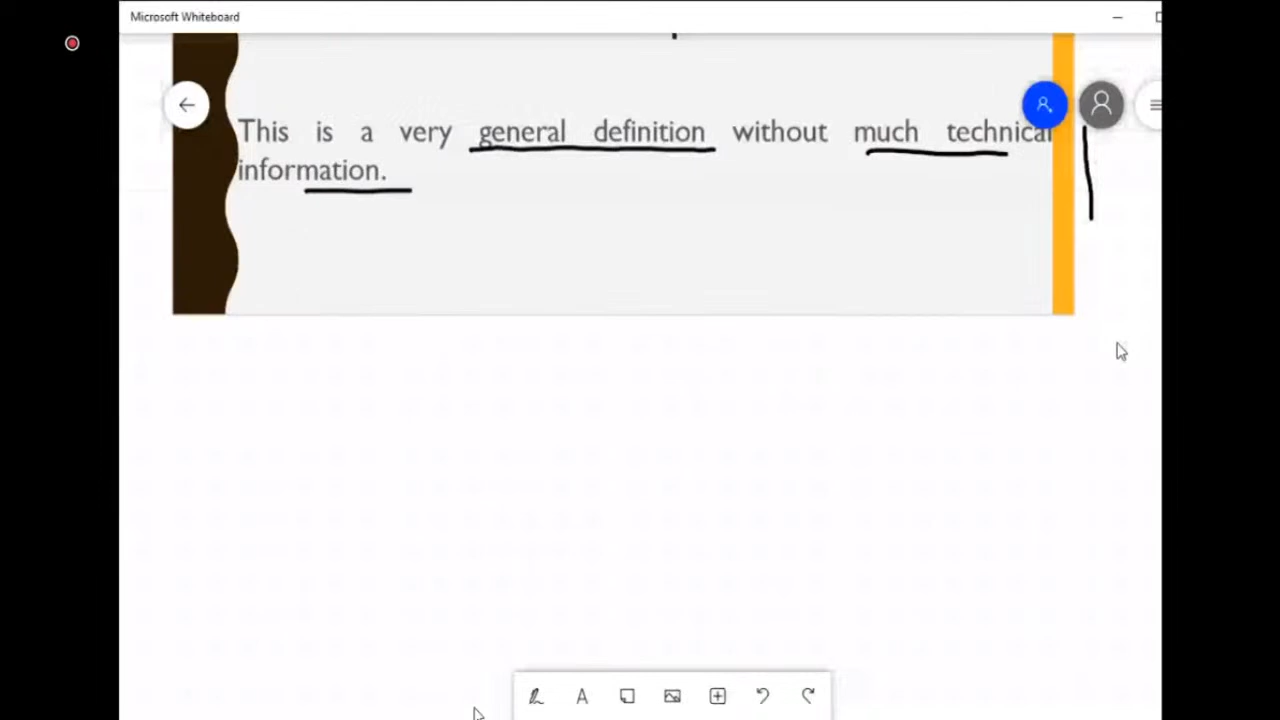 Microsoft Whiteboard
This is a very general definition without much technical
information.